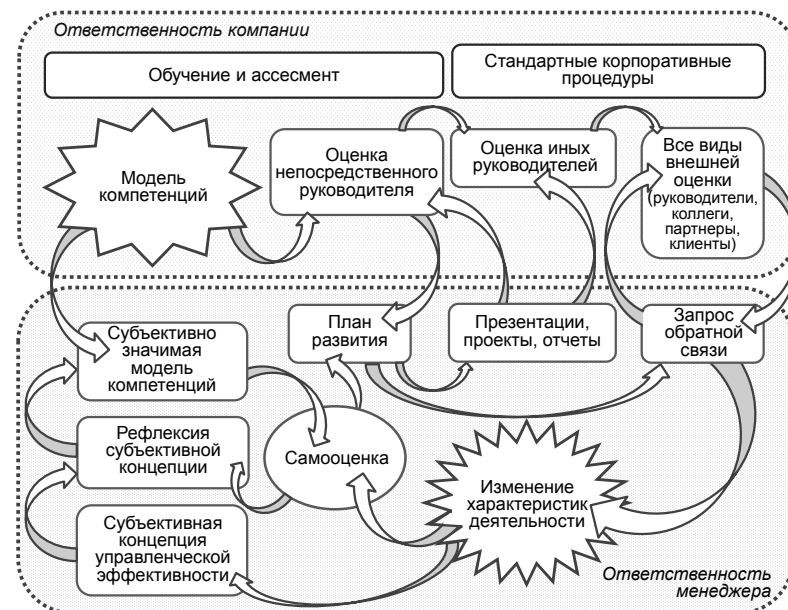 Ответственность компании
Обучение и ассесмент
Стандартные корпоративные
процедуры
Модель
компетенций
Оценка
непосредственного
руководителя
Оценка иных
руководителей
Все виды
внешней
оценки
(руководители,
коллеги,
партнеры,
клиенты)
Субъективно
значимая
модель
компетенций
План
развития
Презентации,
проекты, отчеты
Запрос
обратной
связи
Рефлексия
субъективной
концепции
Самооценка
Изменение
характеристик
деятельности
Субъективная
концепция
управленческой
эффективности
Ответственность
менеджера